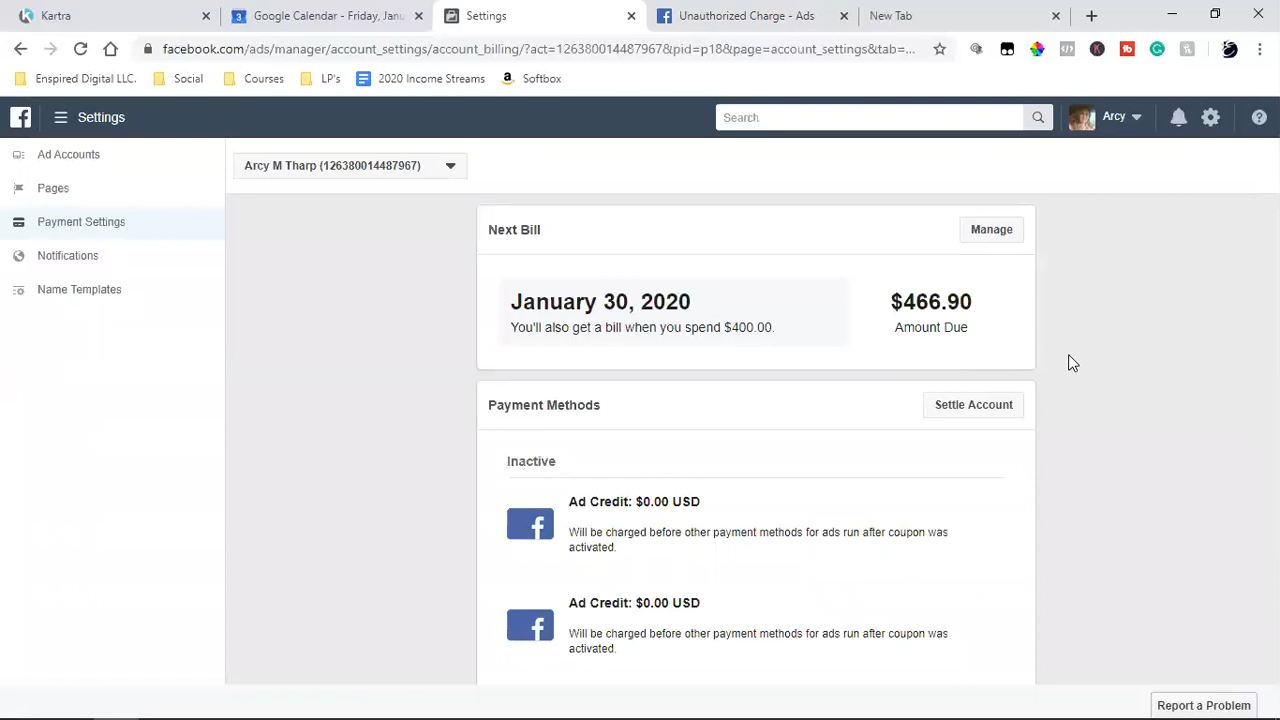 Kartra
Google Calendar - Friday, Janu
Settings
Unauthorized Charge - Ads
New Tab
facebook.com/ads/manager/account_settings/account_billing/?act=126380014487967&pid=p18&page=account_settings&tab=...
Enspired Digital LLC.
Social
Courses
LP's
2020 Income Streams
Softbox
Settings
Search
Arcy
Ad Accounts
Pages
Payment Settings
Notifications
Name Templates
Arcy M Tharp (126380014487967)
Next Bill
Manage
January 30, 2020
You'll also get a bill when you spend $400.00.
$466.90
Amount Due
Payment Methods
Settle Account
Inactive
Ad Credit: $0.00 USD
Will be charged before other payment methods for ads run after coupon was
activated.
Ad Credit: $0.00 USD
Will be charged before other payment methods for ads run after coupon was
activated.
Report a Problem